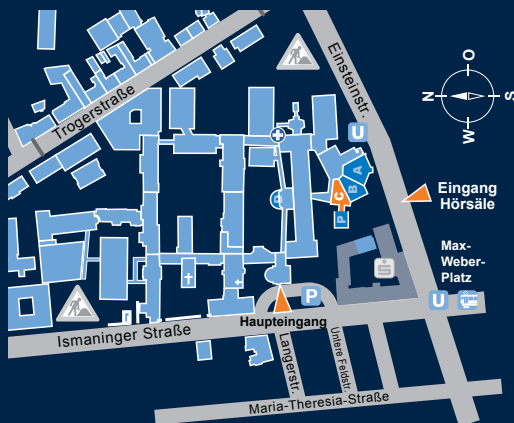 Trogerstraße
Einsteinstr.
O
N
S
W
U
A
B
C
P
Eingang
Hörsäle
Max-
Weber-
Platz
S
P
U
Haupteingang
Ismaninger Straße
Langerstr.
Untere Feldstr.
Maria-Theresia-Straße